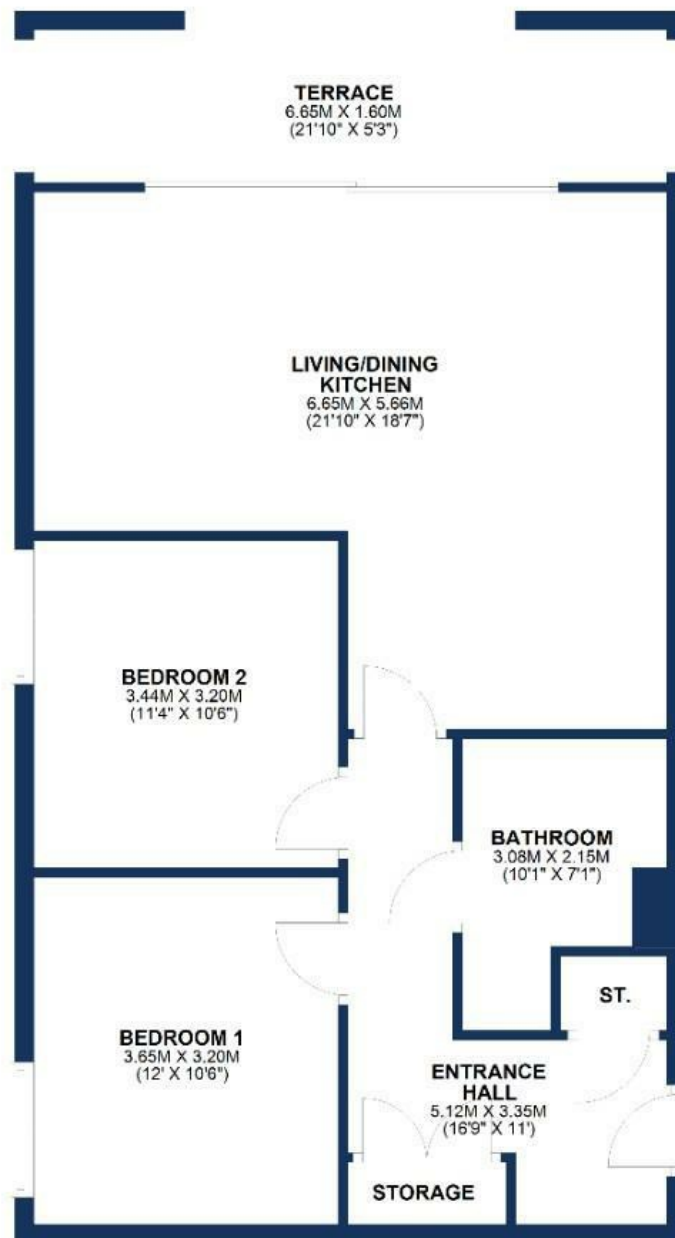 TERRACE
6.65M X 1.60M
(21'10" X 5'3")
LIVING/DINING
KITCHEN
6.65M X 5.66M
(21'10" X 18'7")
BEDROOM 2
3.44M X 3.20M
(11'4" X 10'6")
BATHROOM
3.08M X 2.15M
(10'1" X 7'1")
ST.
BEDROOM 1
3.65M X 3.20M
(12' X 10'6")
ENTRANCE
HALL
5.12M X 3.35M
(16'9" X 11')
STORAGE